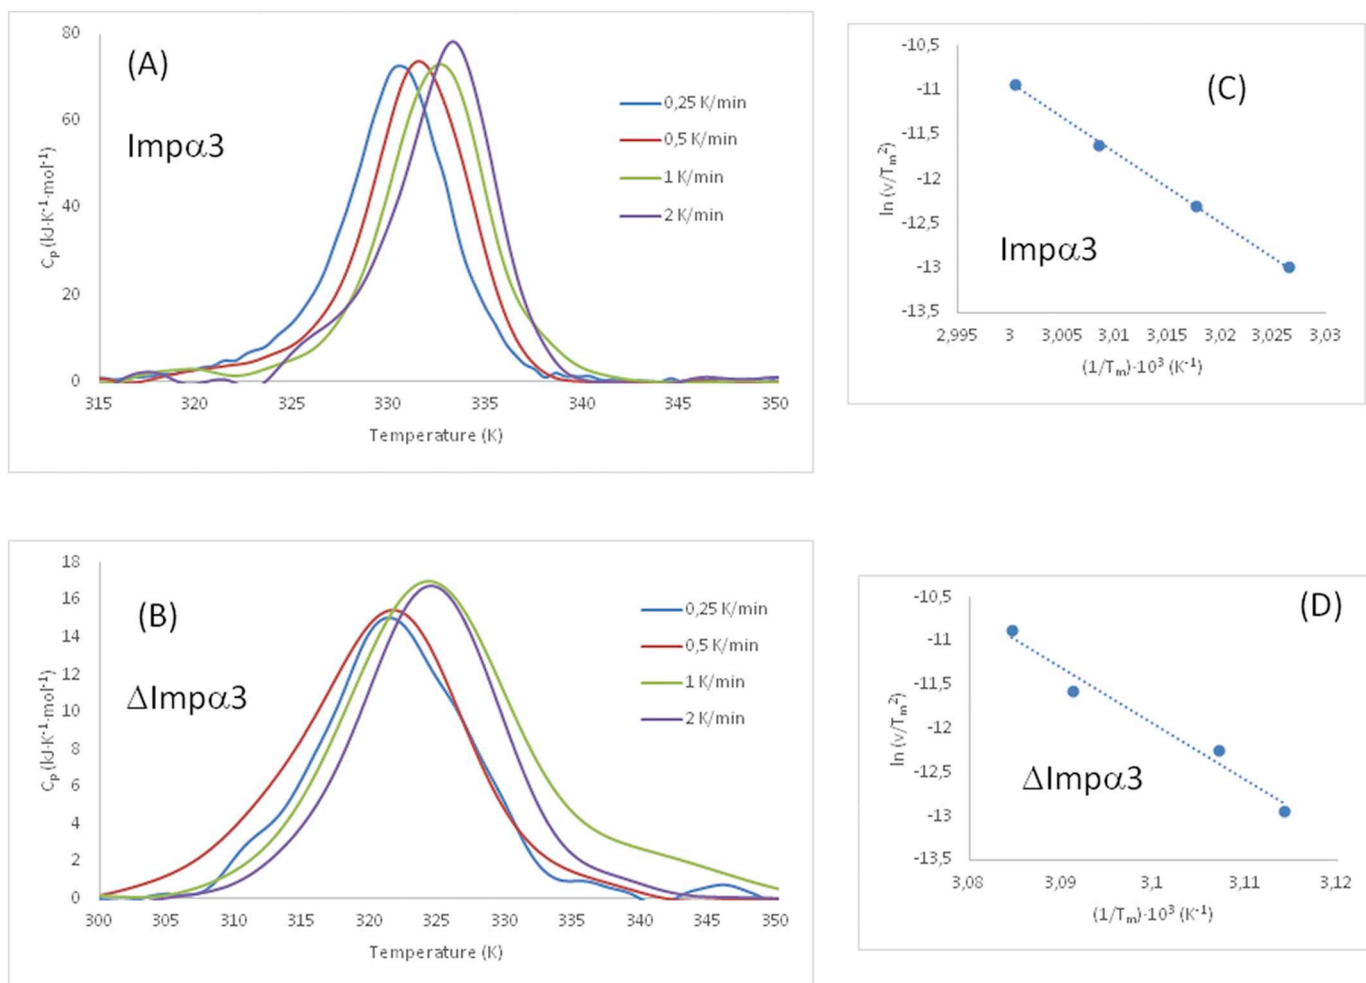 (A)
Impα3
80
60
40
20
0
315 320 325 330 335 340 345 350
Cp (kJ·K⁻¹·mol⁻¹)
Temperature (K)
0,25 K/min
0,5 K/min
1 K/min
2 K/min
(C)
Impα3
-10,5
-11
-11,5
-12
-12,5
-13
-13,5
2,995 3 3,005 3,01 3,015 3,02 3,025 3,03
ln (v/Tm²)
(1/Tm)·10³ (K⁻¹)
(B)
ΔImpα3
18
16
14
12
10
8
6
4
2
0
300 305 310 315 320 325 330 335 340 345 350
Cp (kJ·K⁻¹·mol⁻¹)
Temperature (K)
0,25 K/min
0,5 K/min
1 K/min
2 K/min
(D)
ΔImpα3
-10,5
-11
-11,5
-12
-12,5
-13
-13,5
3,08 3,09 3,1 3,11 3,12
ln (v/Tm²)
(1/Tm)·10³ (K⁻¹)